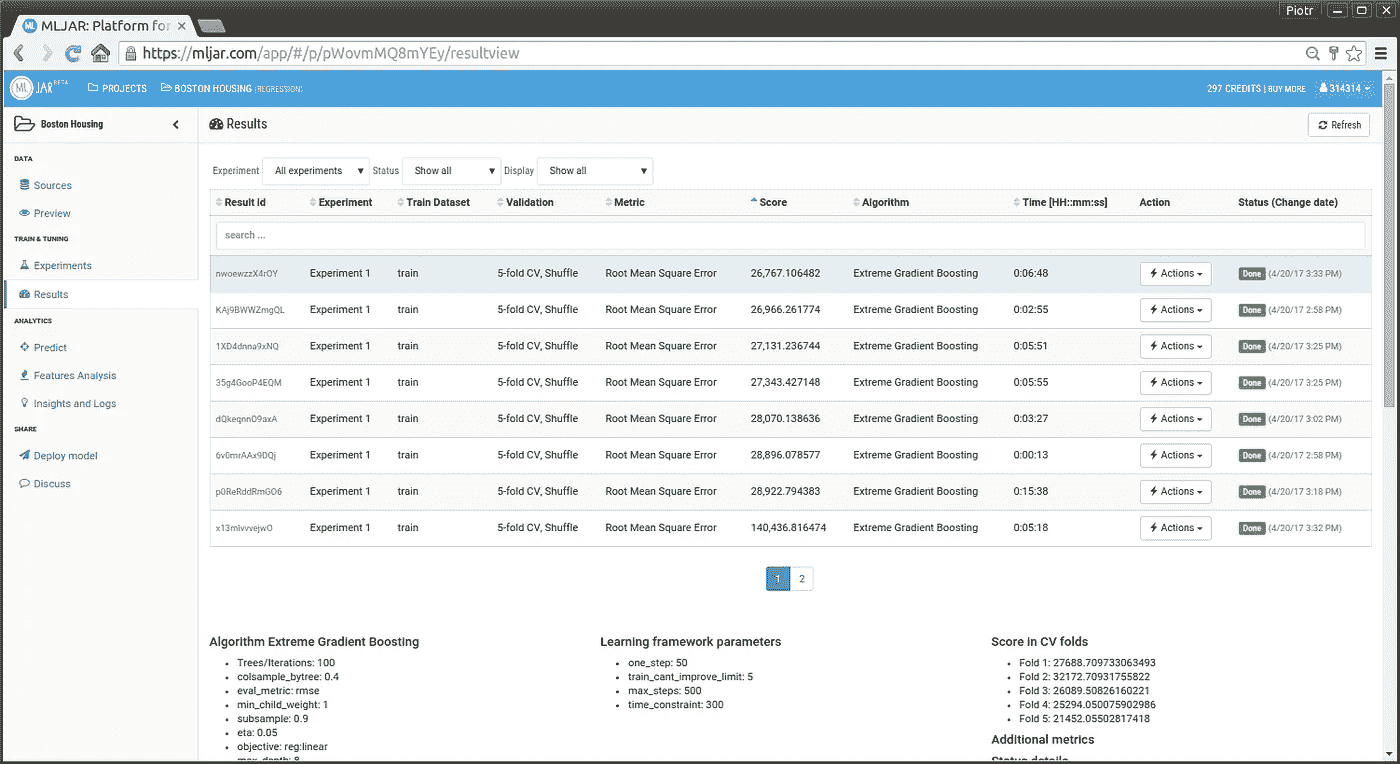 Piotr
MLJAR: Platform for
https://mljar.com/app/#/p/pWovmMQ8mYEy/resultview
ML JAR BETA PROJECTS BOSTON HOUSING (REGRESSION) 297 CREDITS | BUY MORE 314314
Boston Housing
Results
Refresh
DATA
Sources
Preview
TRAIN & TUNING
Experiments
Results
ANALYTICS
Predict
Features Analysis
Insights and Logs
SHARE
Deploy model
Discuss
Experiment All experiments Status Show all Display Show all
Result id Experiment Train Dataset Validation Metric Score Algorithm Time [HH::mm:ss] Action Status (Change date)
search ...
nwoewzzX4rOY Experiment 1 train 5-fold CV, Shuffle Root Mean Square Error 26,767.106482 Extreme Gradient Boosting 0:06:48 Actions Done (4/20/17 3:33 PM)
KAj9BWWZmgQL Experiment 1 train 5-fold CV, Shuffle Root Mean Square Error 26,966.261774 Extreme Gradient Boosting 0:02:55 Actions Done (4/20/17 2:58 PM)
1XD4dnna9xNQ Experiment 1 train 5-fold CV, Shuffle Root Mean Square Error 27,131.236744 Extreme Gradient Boosting 0:05:51 Actions Done (4/20/17 3:25 PM)
35g4GooP4EQM Experiment 1 train 5-fold CV, Shuffle Root Mean Square Error 27,343.427148 Extreme Gradient Boosting 0:05:55 Actions Done (4/20/17 3:25 PM)
dQkeqnnO9axA Experiment 1 train 5-fold CV, Shuffle Root Mean Square Error 28,070.138636 Extreme Gradient Boosting 0:03:27 Actions Done (4/20/17 3:02 PM)
6v0mrAAx9DQj Experiment 1 train 5-fold CV, Shuffle Root Mean Square Error 28,896.078577 Extreme Gradient Boosting 0:00:13 Actions Done (4/20/17 2:58 PM)
p0ReRddRmGO6 Experiment 1 train 5-fold CV, Shuffle Root Mean Square Error 28,922.794383 Extreme Gradient Boosting 0:15:38 Actions Done (4/20/17 3:18 PM)
x13mlvvvejwO Experiment 1 train 5-fold CV, Shuffle Root Mean Square Error 140,436.816474 Extreme Gradient Boosting 0:05:18 Actions Done (4/20/17 3:32 PM)
1 2
Algorithm Extreme Gradient Boosting
Trees/Iterations: 100
colsample_bytree: 0.4
eval_metric: rmse
min_child_weight: 1
subsample: 0.9
eta: 0.05
objective: reg:linear
max_depth: 8
Learning framework parameters
one_step: 50
train_cant_improve_limit: 5
max_steps: 500
time_constraint: 300
Score in CV folds
Fold 1: 27688.709733063493
Fold 2: 32172.70931755822
Fold 3: 26089.50826160221
Fold 4: 25294.050075902986
Fold 5: 21452.05502817418
Additional metrics
Status details